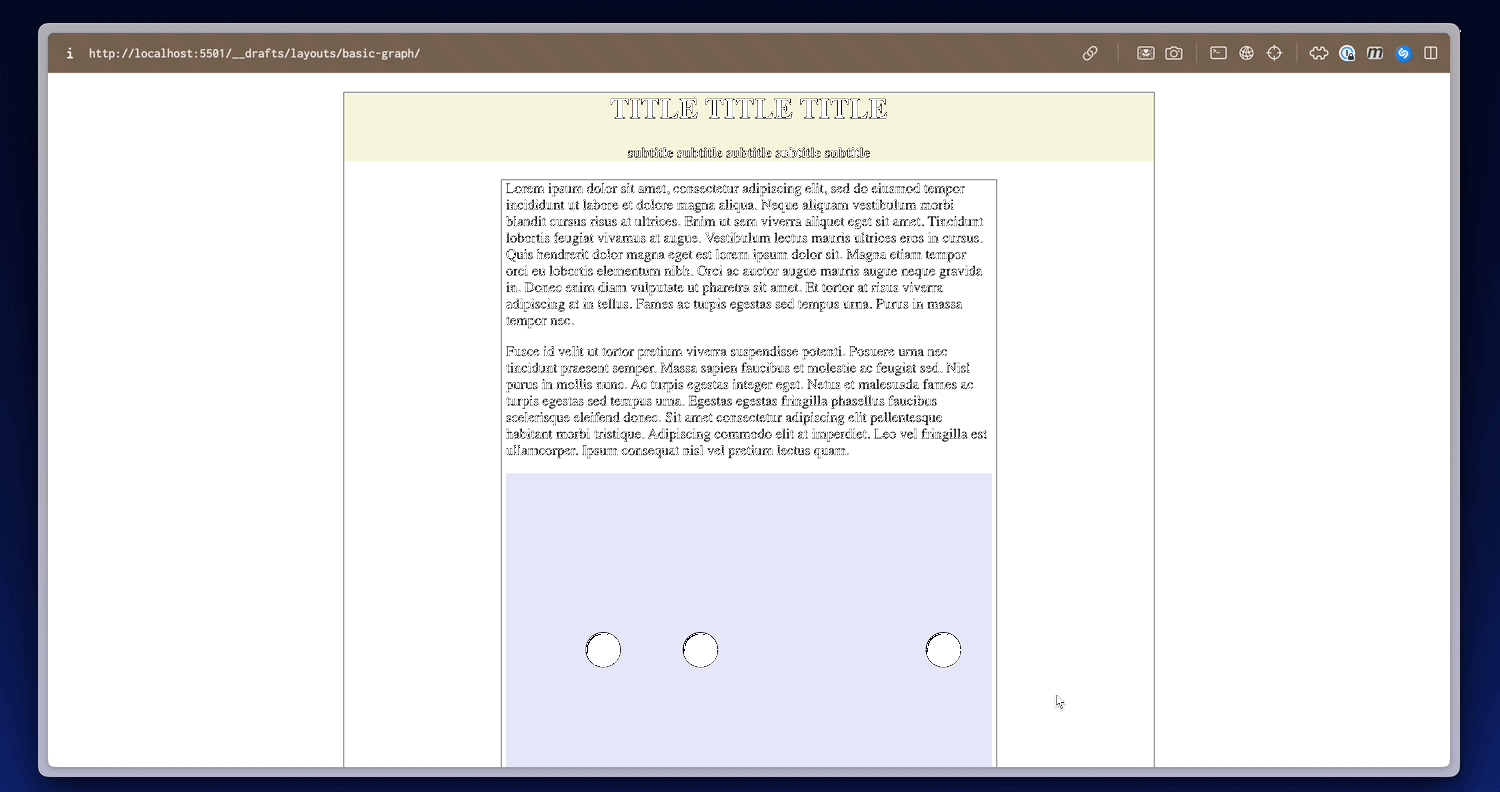 http://localhost:5501/__drafts/layouts/basic-graph/
TITLE TITLE TITLE
subtitle subtitle subtitle subtitle subtitle
Lorem ipsum dolor sit amet, consectetur adipiscing elit, sed do eiusmod tempor
incididunt ut labore et dolore magna aliqua. Neque aliquam vestibulum morbi
blandit cursus risus at ultrices. Enim ut sem viverra aliquet eget sit amet. Tincidunt
lobortis feugiat vivamus at augue. Vestibulum lectus mauris ultrices eros in cursus.
Quis hendrerit dolor magna eget est lorem ipsum dolor sit. Magna etiam tempor
orci eu lobortis elementum nibh. Orci ac auctor augue mauris augue neque gravida
in. Donec enim diam vulputate ut pharetra sit amet. Et tortor at risus viverra
adipiscing at in tellus. Fames ac turpis egestas sed tempus urna. Purus in massa
tempor nec.
Fusce id velit ut tortor pretium viverra suspendisse potenti. Posuere urna nec
tincidunt praesent semper. Massa sapien faucibus et molestie ac feugiat sed. Nisl
purus in mollis nunc. Ac turpis egestas integer eget. Netus et malesuada fames ac
turpis egestas sed tempus urna. Egestas egestas fringilla phasellus faucibus
scelerisque eleifend donec. Sit amet consectetur adipiscing elit pellentesque
habitant morbi tristique. Adipiscing commodo elit at imperdiet. Leo vel fringilla est
ullamcorper. Ipsum consequat nisl vel pretium lectus quam.